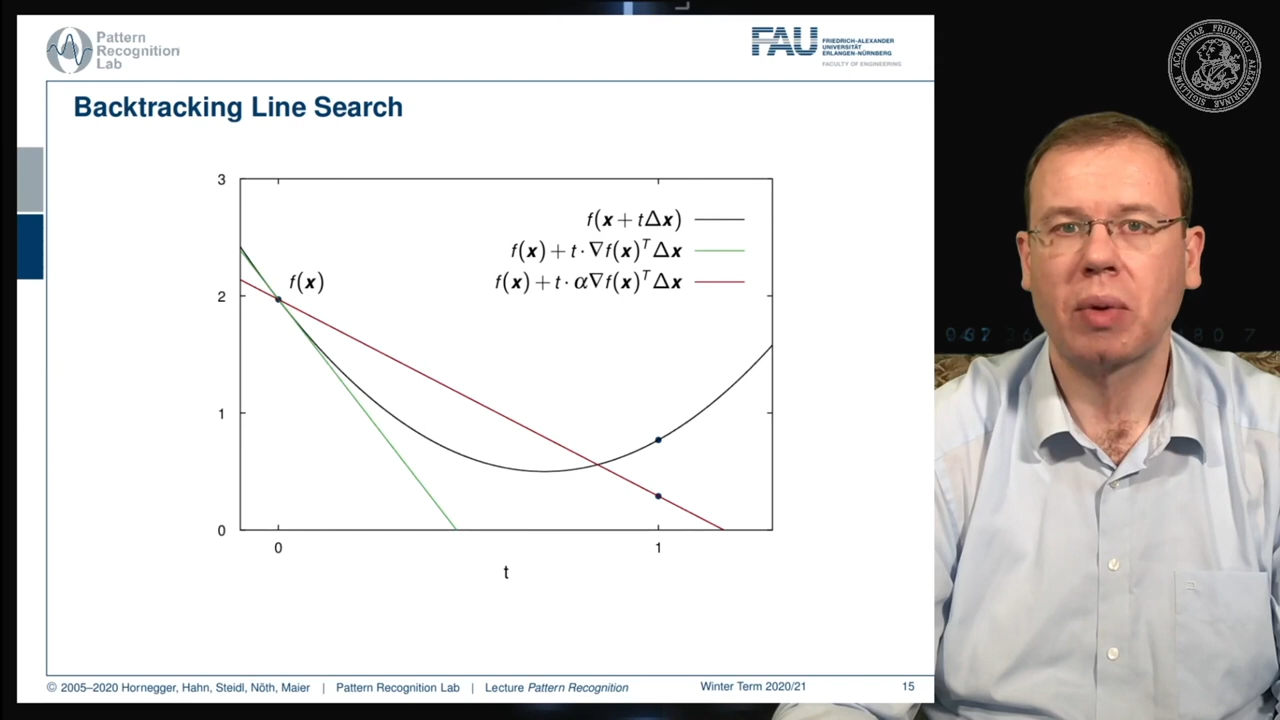 Pattern
Recognition
Lab
FAU
FRIEDRICH-ALEXANDER
UNIVERSITÄT
ERLANGEN-NÜRNBERG
FACULTY OF ENGINEERING
Backtracking Line Search
3
2
1
0
f(x + tΔx)
f(x) + t · ∇f(x)ᵀ Δx
f(x) + t · α∇f(x)ᵀ Δx
f(x)
0 1
t
© 2005–2020 Hornegger, Hahn, Steidl, Nöth, Maier | Pattern Recognition Lab | Lecture Pattern Recognition Winter Term 2020/21 15